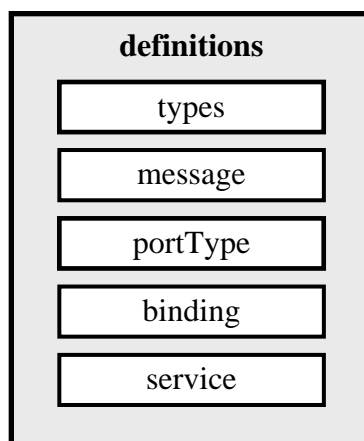 definitions
types
message
portType
binding
service